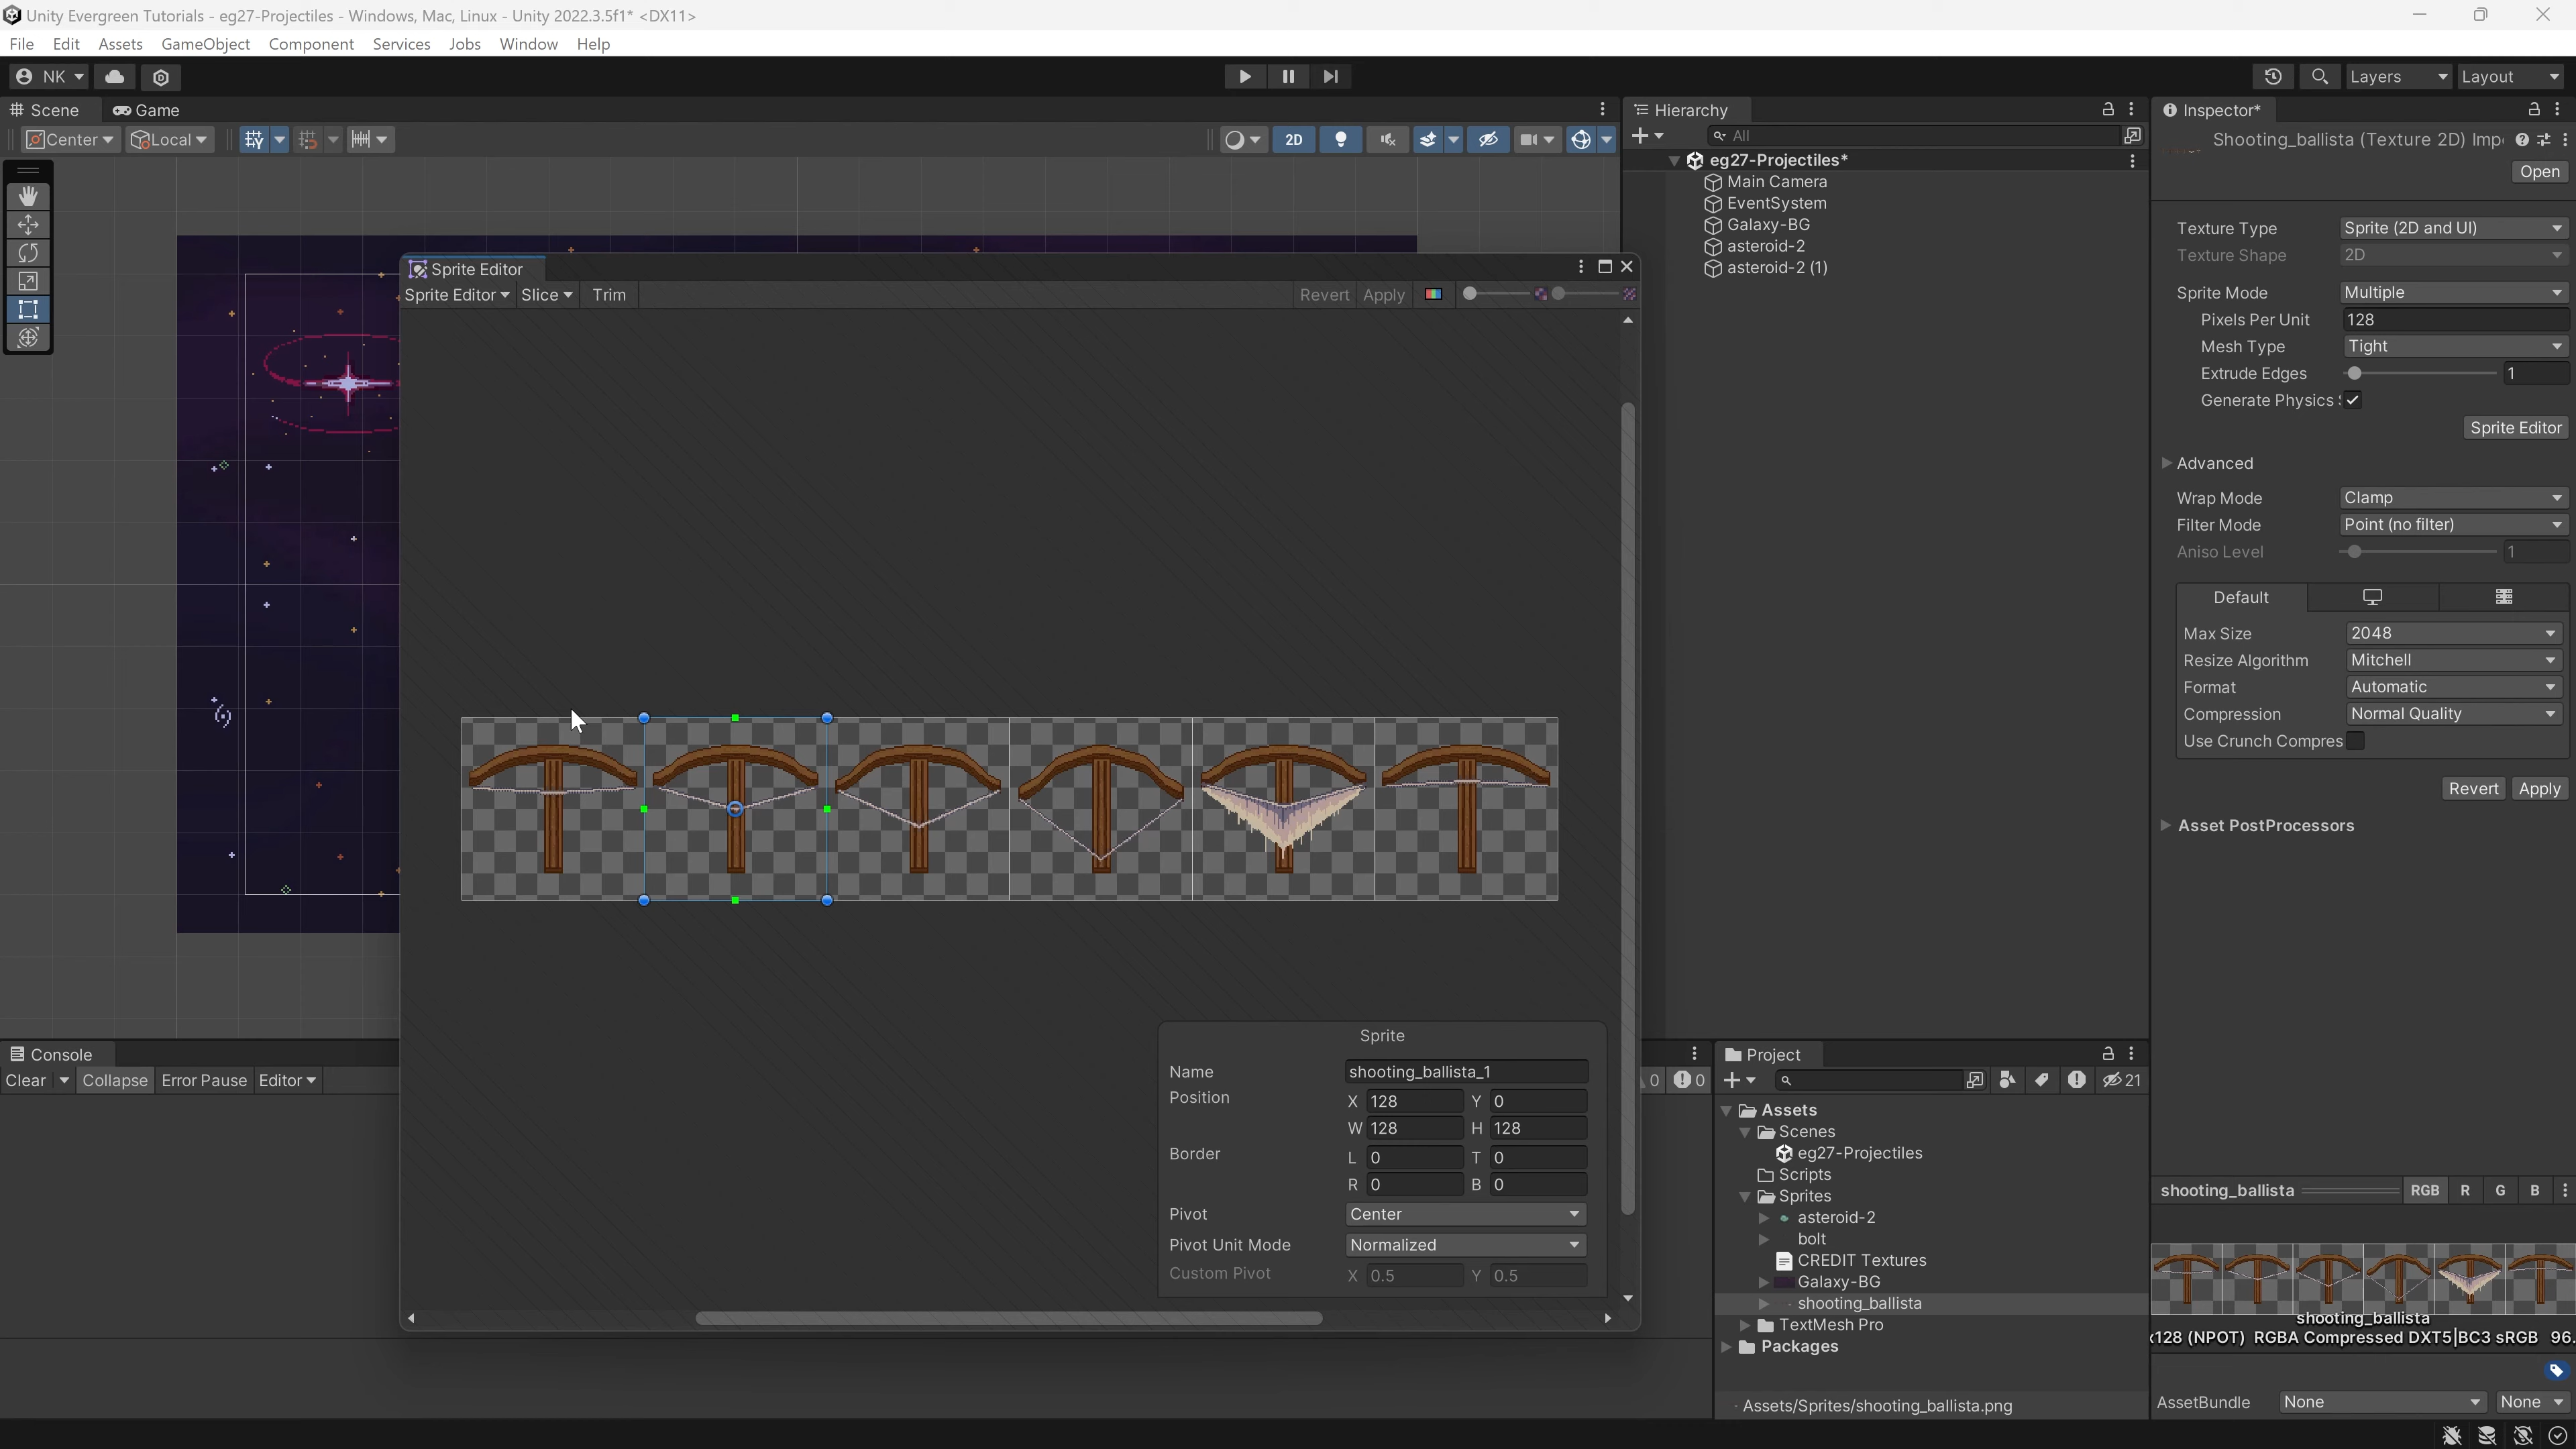 Unity Evergreen Tutorials - eg27-Projectiles - Windows, Mac, Linux - Unity 2022.3.5f1* <DX11>
File Edit Assets GameObject Component Services Jobs Window Help
NK Layers Layout
Scene Game
Center Local 2D
Hierarchy
All
eg27-Projectiles*
Main Camera
EventSystem
Galaxy-BG
asteroid-2
asteroid-2 (1)
Sprite Editor
Sprite Editor Slice Trim Revert Apply
Sprite
Name shooting_ballista_1
Position X 128 Y 0
W 128 H 128
Border L 0 T 0
R 0 B 0
Pivot Center
Pivot Unit Mode Normalized
Custom Pivot X 0.5 Y 0.5
Console
Clear Collapse Error Pause Editor
0 0
Project
21
Assets
Scenes
eg27-Projectiles
Scripts
Sprites
asteroid-2
bolt
CREDIT Textures
Galaxy-BG
shooting_ballista
TextMesh Pro
Packages
Assets/Sprites/shooting_ballista.png
Inspector*
Shooting_ballista (Texture 2D) Imp
Open
Texture Type Sprite (2D and UI)
Texture Shape 2D
Sprite Mode Multiple
Pixels Per Unit 128
Mesh Type Tight
Extrude Edges 1
Generate Physics
Sprite Editor
Advanced
Wrap Mode Clamp
Filter Mode Point (no filter)
Aniso Level 1
Default
Max Size 2048
Resize Algorithm Mitchell
Format Automatic
Compression Normal Quality
Use Crunch Compres
Revert Apply
Asset PostProcessors
shooting_ballista RGB R G B
shooting_ballista
x128 (NPOT) RGBA Compressed DXT5|BC3 sRGB 96.
AssetBundle None None